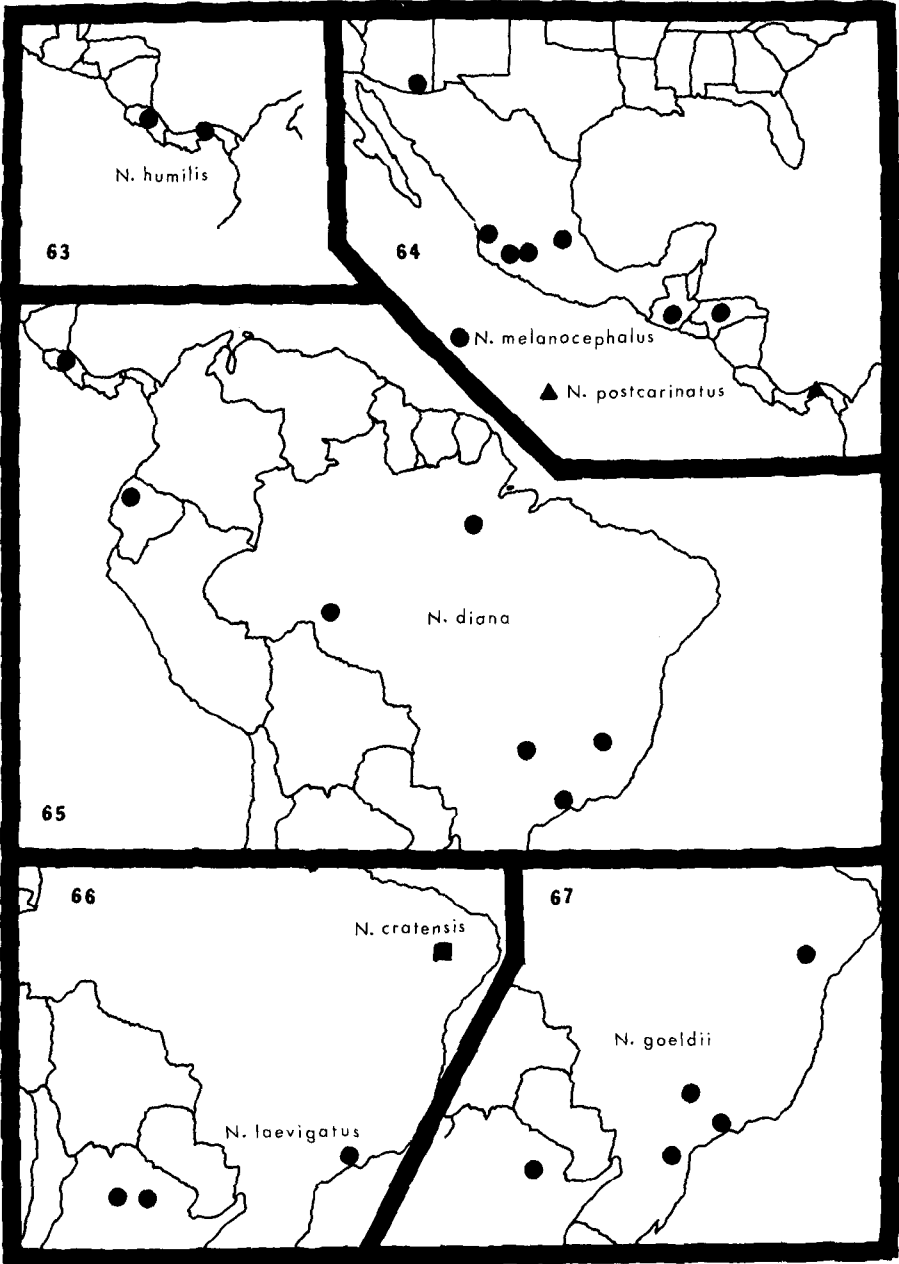 N. humilis
63
64
N. melanocephalus
N. postcarinatus
N. diana
65
66
N. cratensis
N. laevigatus
67
N. goeldii